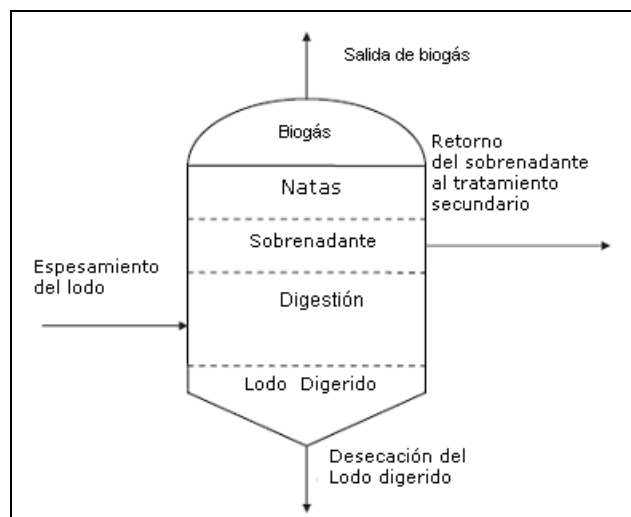 Salida de biogás
Biogás
Retorno
del sobrenadante
al tratamiento
secundario
Natas
Sobrenadante
Espesamiento
del lodo
Digestión
Lodo Digerido
Desecación del
Lodo digerido